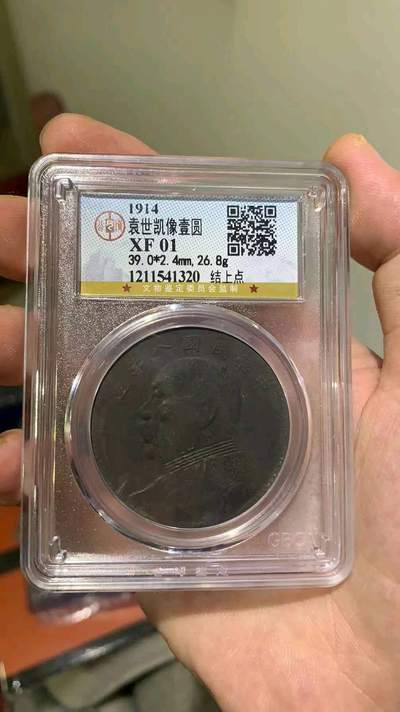 1914
袁世凯像壹圆
XF 01
39.0*2.4mm,26.8g
1211541320 结上点
★ 文物鉴定委员会监制 ★